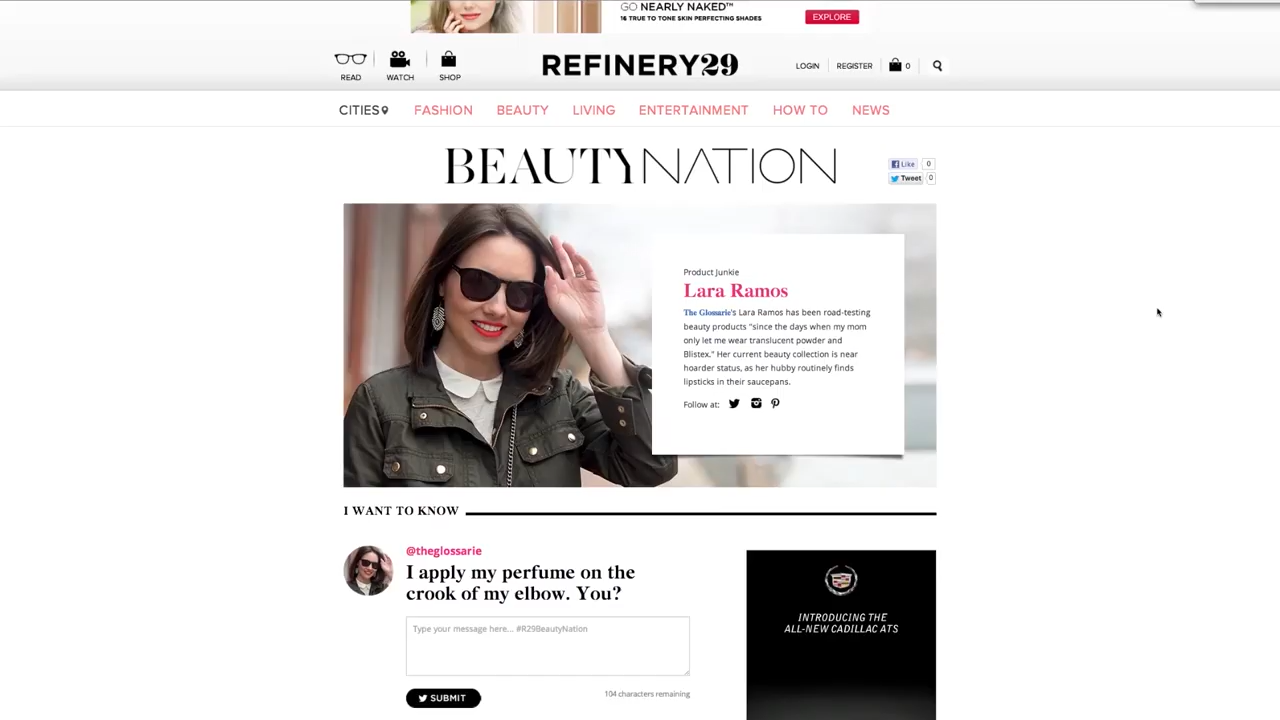 GO NEARLY NAKED™
16 TRUE TO TONE SKIN PERFECTING SHADES
EXPLORE
READ
WATCH
SHOP
REFINERY29
LOGIN
REGISTER
0
CITIES
FASHION
BEAUTY
LIVING
ENTERTAINMENT
HOW TO
NEWS
BEAUTYNATION
Like 0
Tweet 0
Product Junkie
Lara Ramos
The Glomarie's Lara Ramos has been road-testing
beauty products "since the days when my mom
only let me wear translucent powder and
Blistex." Her current beauty collection is near
hoarder status, as her hubby routinely finds
lipsticks in their saucepans.
Follow at:
I WANT TO KNOW
@theglossarie
I apply my perfume on the
crook of my elbow. You?
Type your message here... #R29BeautyNation
SUBMIT
104 characters remaining
INTRODUCING THE
ALL-NEW CADILLAC ATS